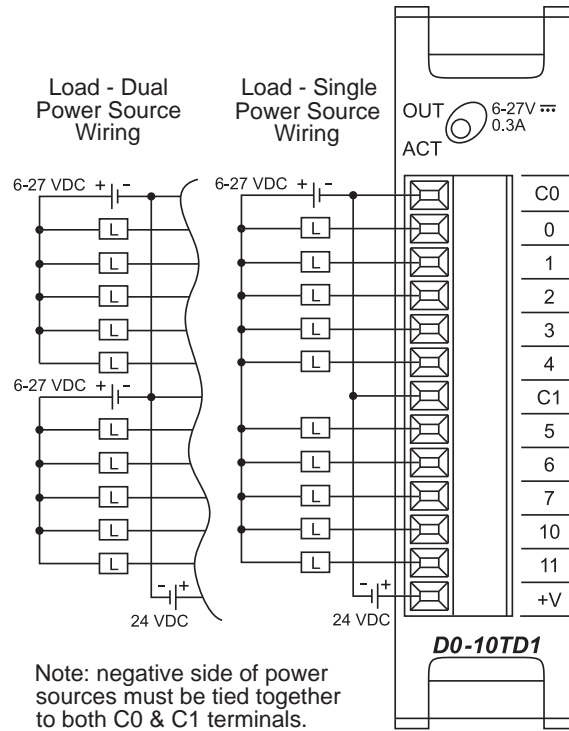 Load - Dual
Power Source
Wiring
Load - Single
Power Source
Wiring
OUT
ACT
6-27V ⎓
0.3A
6-27 VDC + -
L
L
L
L
L
6-27 VDC + -
L
L
L
L
L
- +
24 VDC
6-27 VDC + -
L
L
L
L
L
L
L
L
L
L
- +
24 VDC
C0
0
1
2
3
4
C1
5
6
7
10
11
+V
D0-10TD1
Note: negative side of power
sources must be tied together
to both C0 & C1 terminals.